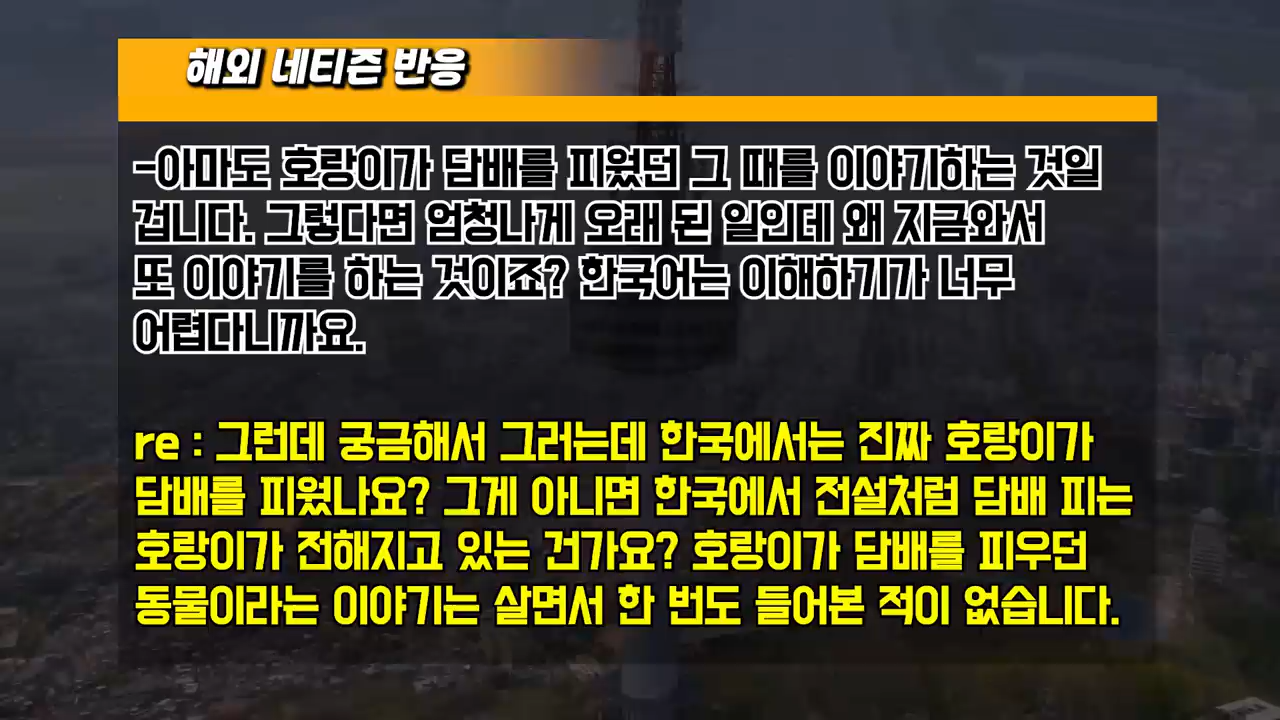 해외 네티즌 반응
-아마도 호랑이가 담배를 피웠던 그 때를 이야기하는 것일
겁니다. 그렇다면 엄청나게 오래 된 일인데 왜 지금와서
또 이야기를 하는 것이죠? 한국어는 이해하기가 너무
어렵다니까요.
re : 그런데 궁금해서 그러는데 한국에서는 진짜 호랑이가
담배를 피웠나요? 그게 아니면 한국에서 전설처럼 담배 피는
호랑이가 전해지고 있는 건가요? 호랑이가 담배를 피우던
동물이라는 이야기는 살면서 한 번도 들어본 적이 없습니다.